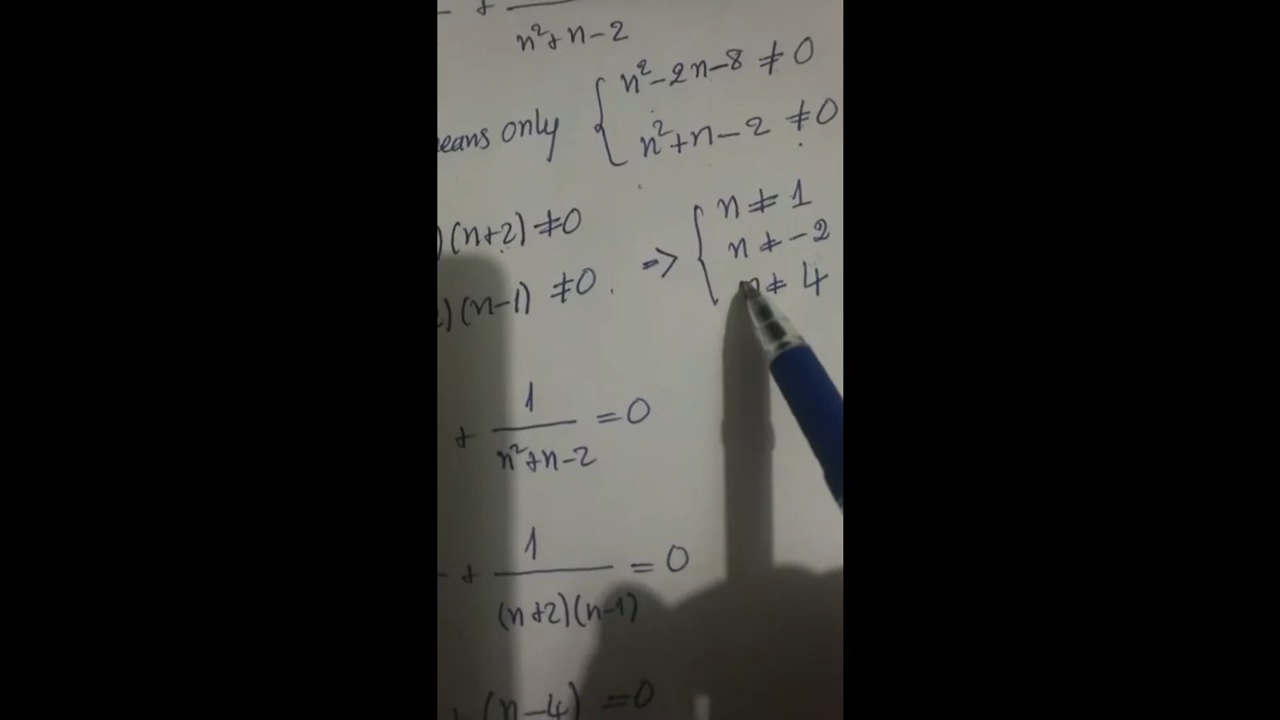 - + ―
n²+n-2
eans only { n²-2n-8 ≠ 0
n²+n-2 ≠ 0
)(n+2) ≠ 0
)(n-1) ≠ 0.
=> { n ≠ 1
n ≠ -2
n ≠ 4
+ 1/(n²+n-2) = 0
- + 1/((n+2)(n-1)) = 0
+ (n-4) = 0